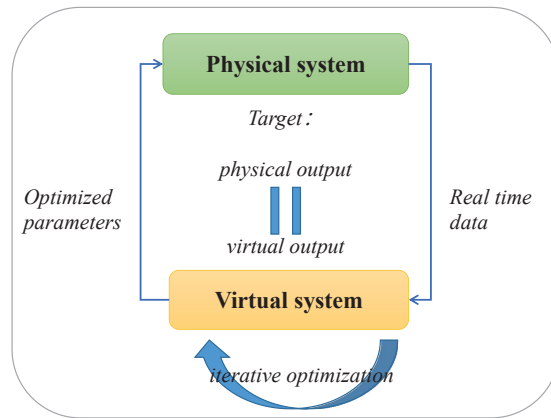 Physical system
Target：
physical output
Optimized
parameters
Real time
data
virtual output
Virtual system
iterative optimization